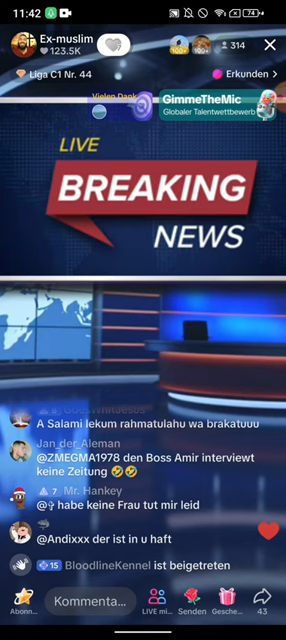 11:42
74
Ex-muslim
123.5K
100+
100+
314
Liga C1 Nr. 44
Erkunden >
Vielen Dank
GimmeTheMic
Globaler Talentwettbewerb
LIVE
BREAKING
NEWS
A Salami lekum rahmatulahu wa brakatuuu
Jan_der_Aleman
@ZMEGMA1978 den Boss Amir interviewt
keine Zeitung 🤣🤣
7 Mr. Hankey
@✞ habe keine Frau tut mir leid
@Andixxx der ist in u haft
15 BloodlineKennel ist beigetreten
Abonn...
Kommenta...
LIVE mi...
Senden
Gesche...
43